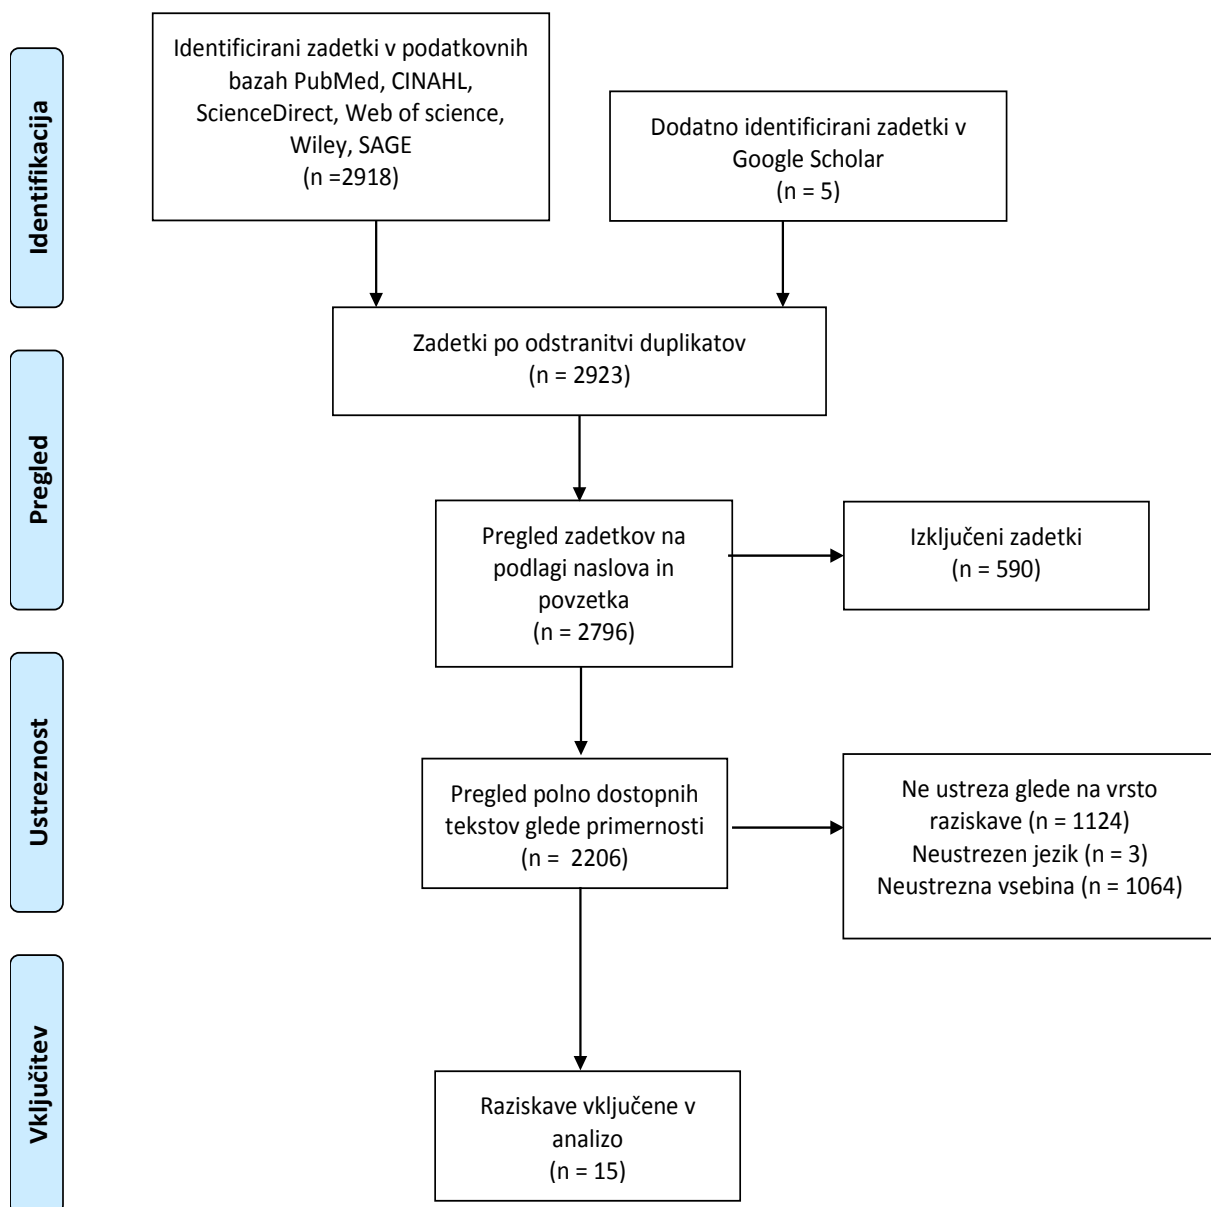 Identifikacija
Identificirani zadetki v podatkovnih
bazah PubMed, CINAHL,
ScienceDirect, Web of science,
Wiley, SAGE
(n =2918)
Dodatno identificirani zadetki v
Google Scholar
(n = 5)
Zadetki po odstranitvi duplikatov
(n = 2923)
Pregled
Pregled zadetkov na
podlagi naslova in
povzetka
(n = 2796)
Izključeni zadetki
(n = 590)
Ustreznost
Pregled polno dostopnih
tekstov glede primernosti
(n = 2206)
Ne ustreza glede na vrsto
raziskave (n = 1124)
Neustrezen jezik (n = 3)
Neustrezna vsebina (n = 1064)
Vključitev
Raziskave vključene v
analizo
(n = 15)